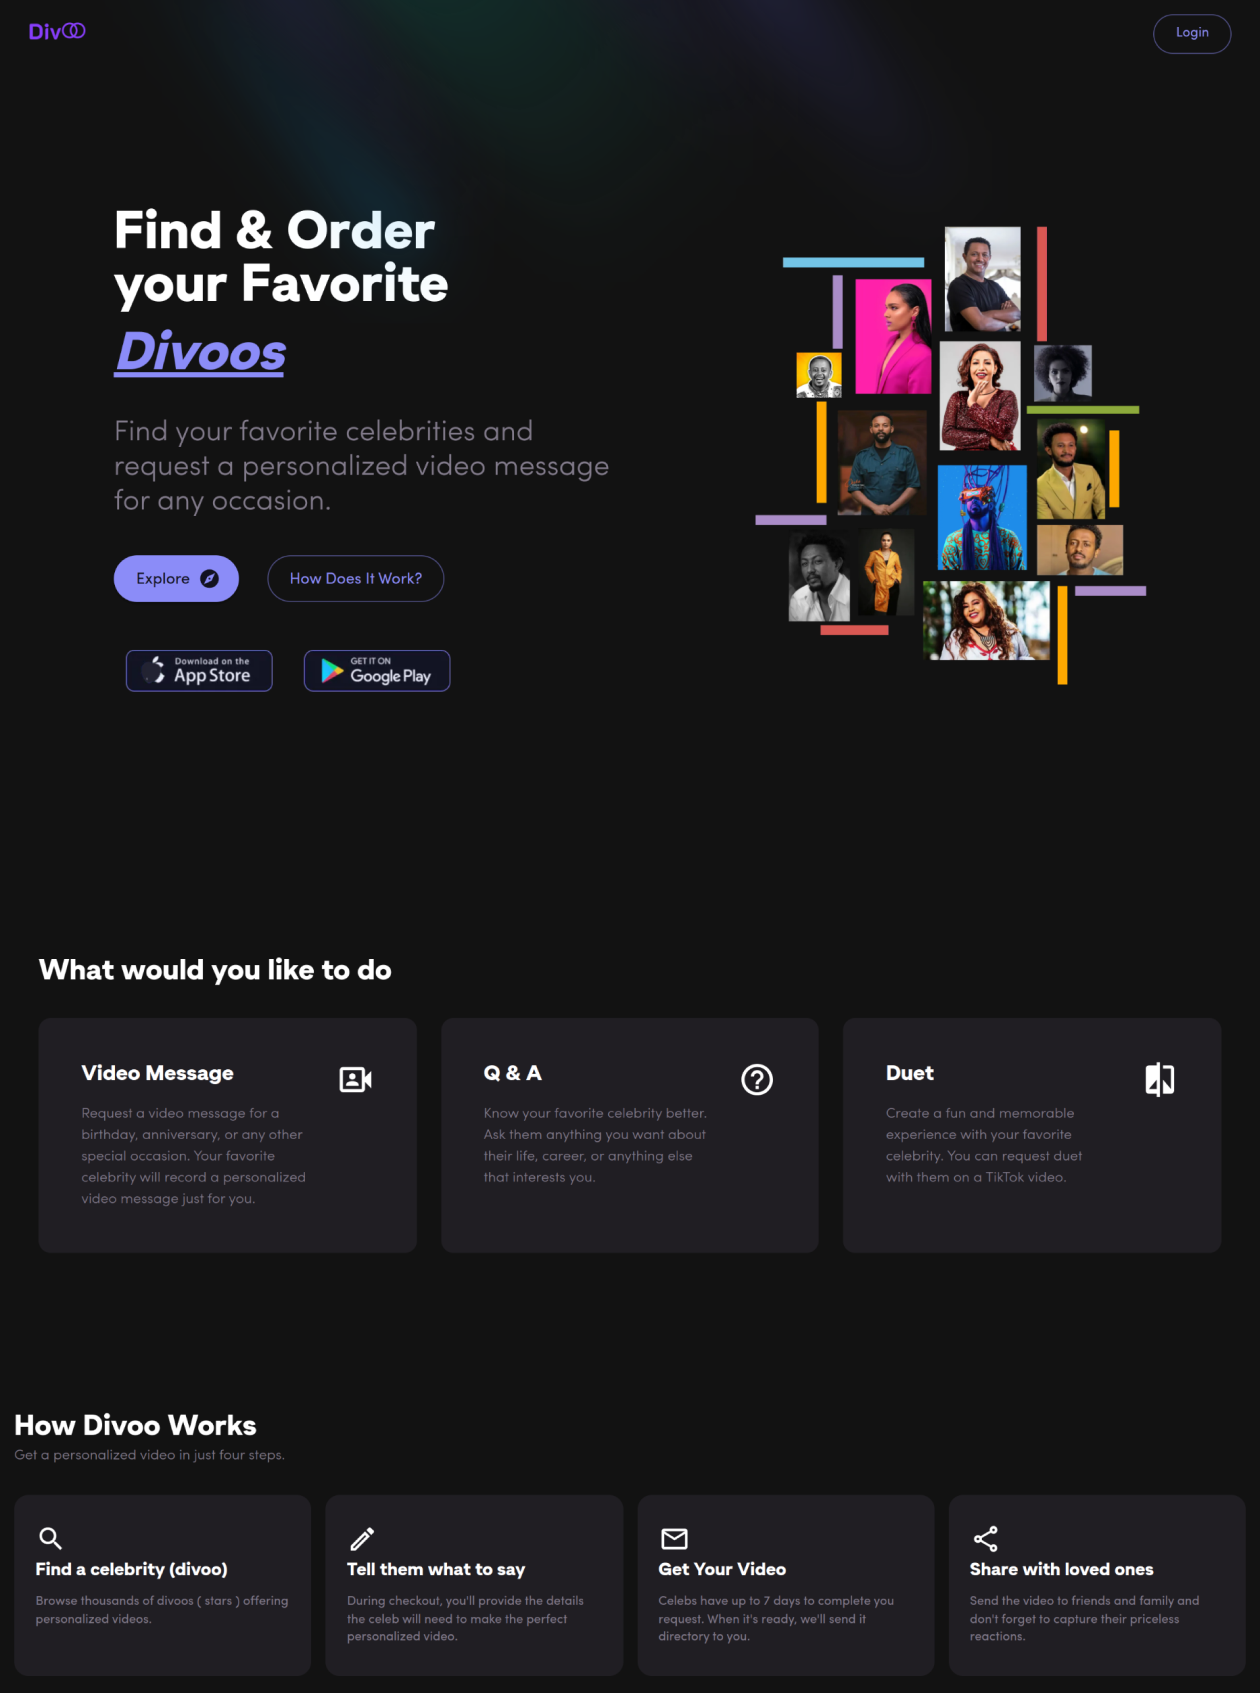 Divoo
Login
Find & Order
your Favorite
Divoos
Find your favorite celebrities and
request a personalized video message
for any occasion.
Explore
How Does It Work?
Download on the
App Store
GET IT ON
Google Play
What would you like to do
Video Message
Request a video message for a
birthday, anniversary, or any other
special occasion. Your favorite
celebrity will record a personalized
video message just for you.
Q & A
Know your favorite celebrity better.
Ask them anything you want about
their life, career, or anything else
that interests you.
Duet
Create a fun and memorable
experience with your favorite
celebrity. You can request duet
with them on a TikTok video.
How Divoo Works
Get a personalized video in just four steps.
Find a celebrity (divoo)
Browse thousands of divoos ( stars ) offering
personalized videos.
Tell them what to say
During checkout, you'll provide the details
the celeb will need to make the perfect
personalized video.
Get Your Video
Celebs have up to 7 days to complete you
request. When it's ready, we'll send it
directory to you.
Share with loved ones
Send the video to friends and family and
don't forget to capture their priceless
reactions.